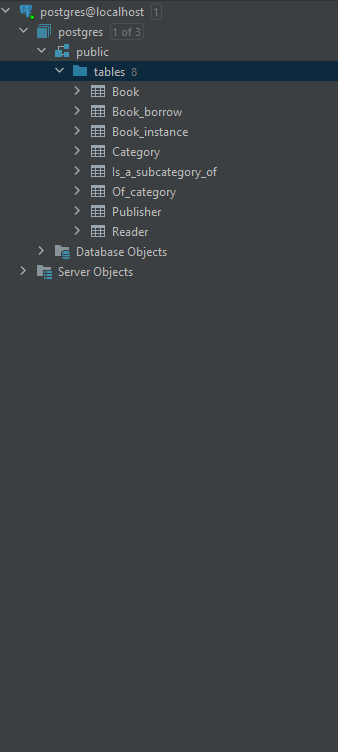 postgres@localhost 1
postgres 1 of 3
public
tables 8
Book
Book_borrow
Book_instance
Category
Is_a_subcategory_of
Of_category
Publisher
Reader
Database Objects
Server Objects